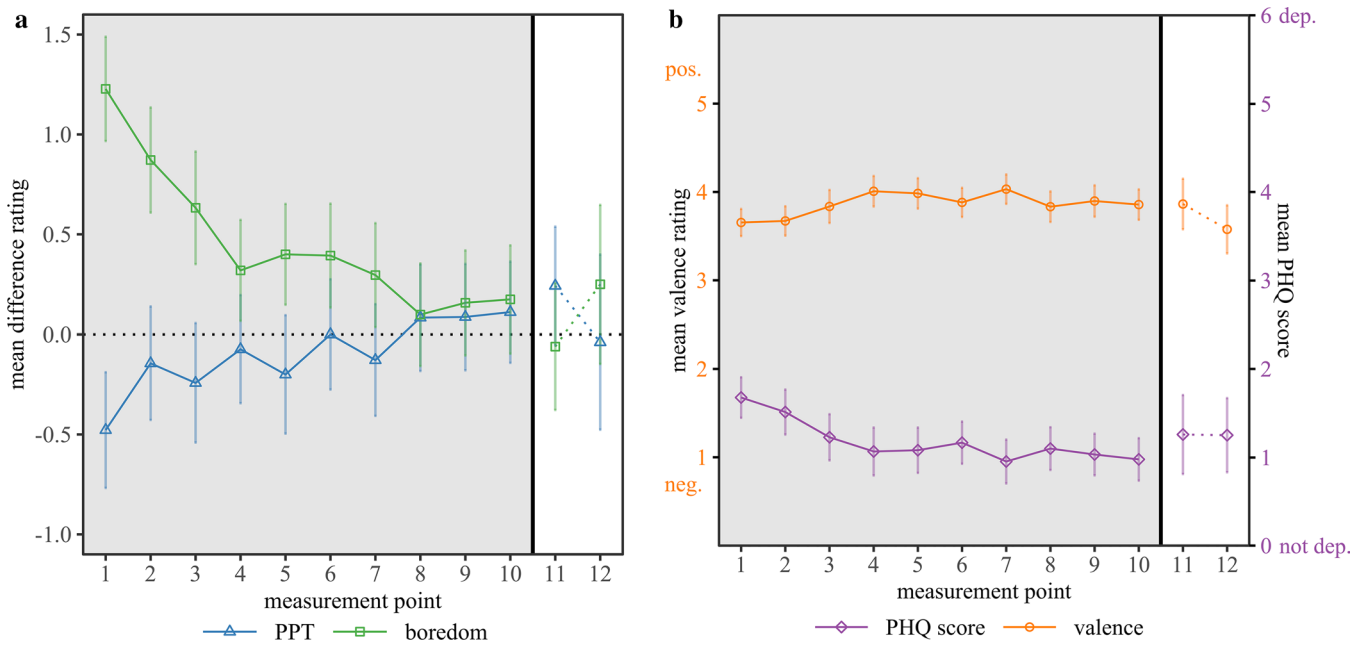 a
mean difference rating
1.5
1.0
0.5
0.0
-0.5
-1.0
1 2 3 4 5 6 7 8 9 10 11 12
measurement point
PPT boredom
b
mean valence rating
pos.
5
4
3
2
1
neg.
6 dep.
5
4
3
2
1
0 not dep.
mean PHQ score
1 2 3 4 5 6 7 8 9 10 11 12
measurement point
PHQ score valence